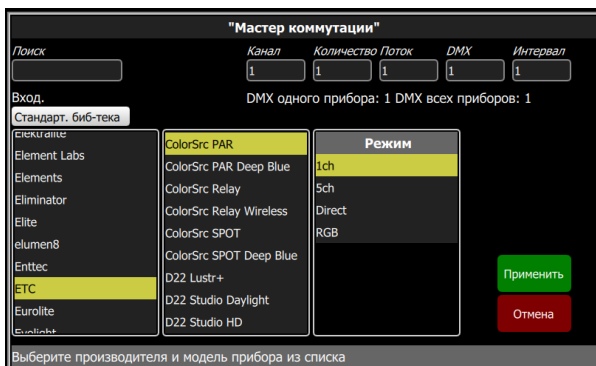 "Мастер коммутации"
Поиск Канал Количество Поток DMX Интервал
1 1 1 1 1
Вход. DMX одного прибора: 1 DMX всех приборов: 1
Стандарт. биб-тека
Elektralite
Element Labs
Elements
Eliminator
Elite
elumen8
Enttec
ETC
Eurolite
Evolight
ColorSrc PAR
ColorSrc PAR Deep Blue
ColorSrc Relay
ColorSrc Relay Wireless
ColorSrc SPOT
ColorSrc SPOT Deep Blue
D22 Lustr+
D22 Studio Daylight
D22 Studio HD
Режим
1ch
5ch
Direct
RGB
Применить
Отмена
Выберите производителя и модель прибора из списка